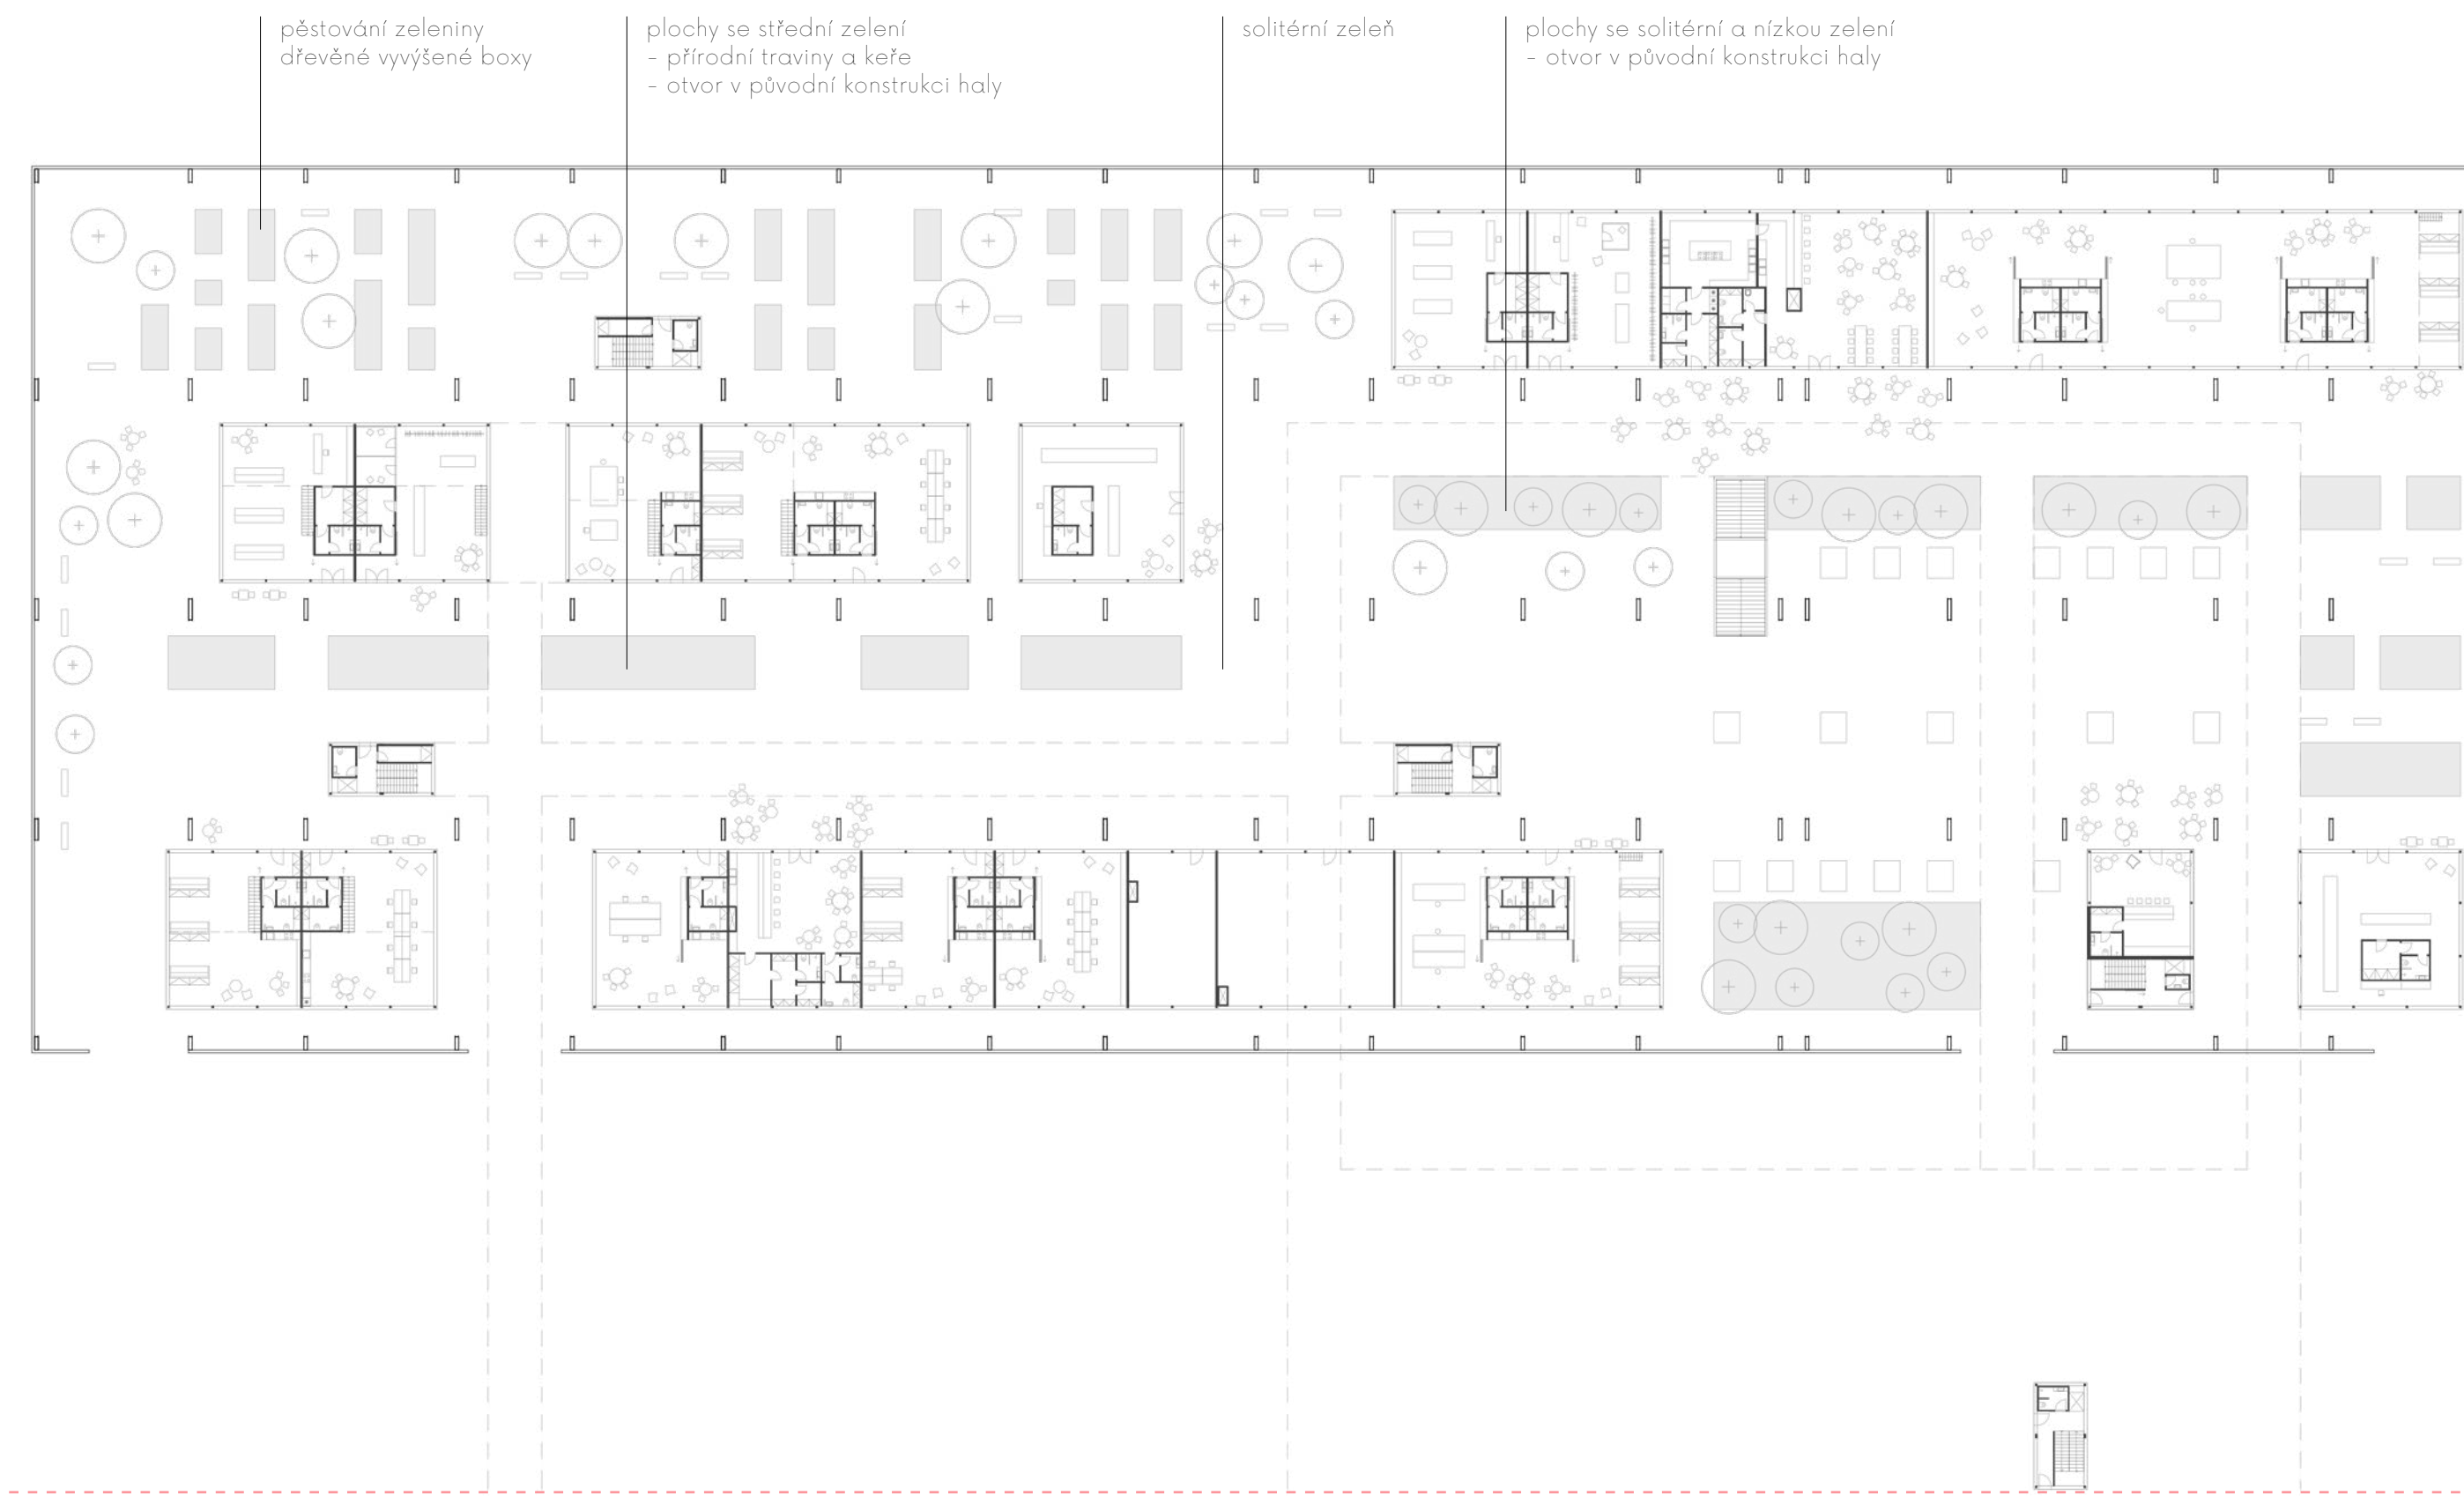 pěstování zeleniny
dřevěné vyvýšené boxy
plochy se střední zelení
- přírodní traviny a keře
- otvor v původní konstrukci haly
solitérní zeleň
plochy se solitérní a nízkou zelení
- otvor v původní konstrukci haly